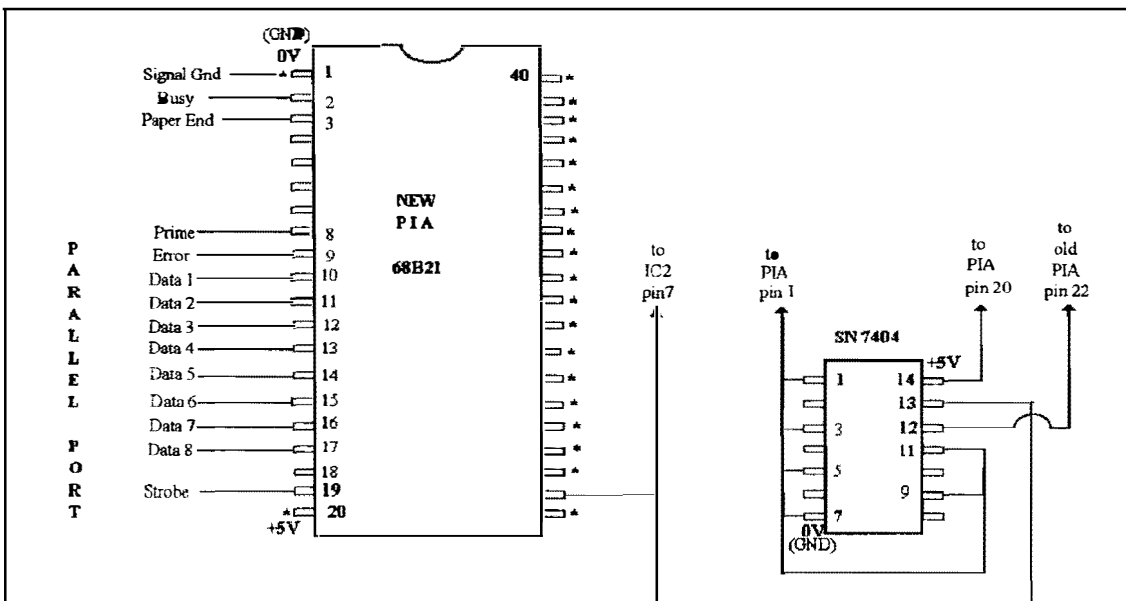 (GND)
0V
Signal Gnd * 1 40 *
Busy 2 *
Paper End 3 *
*
*
*
*
NEW
PIA
68B21
Prime 8 *
Error 9 *
Data 1 10 *
Data 2 11 *
Data 3 12 *
Data 4 13 *
Data 5 14 *
Data 6 15 *
Data 7 16 *
Data 8 17 *
18 *
Strobe 19
* 20 *
+5V
PARALLEL PORT
to
IC2
pin7
to
PIA
pin 1
to
PIA
pin 20
to
old
PIA
pin 22
SN 7404
+5V
1 14
13
3 12
11
5
9
7
0V
(GND)